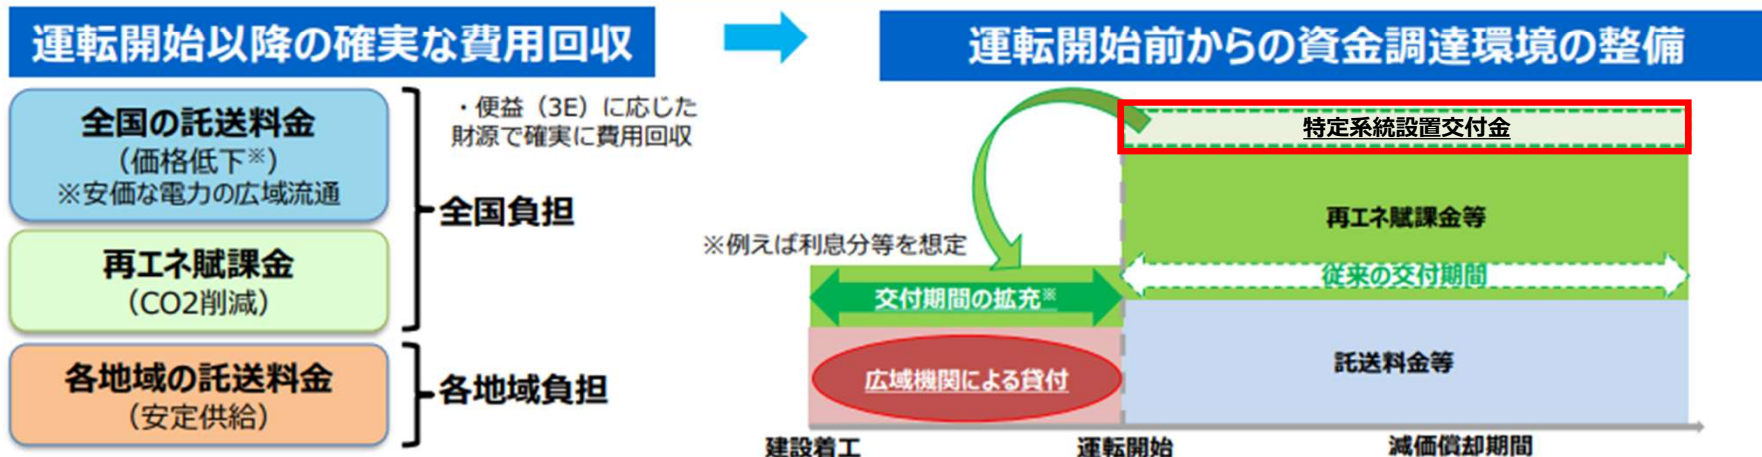 運転開始以降の確実な費用回収
運転開始前からの資金調達環境の整備
全国の託送料金
（価格低下※）
※安価な電力の広域流通
再エネ賦課金
（CO2削減）
各地域の託送料金
（安定供給）
・便益（3E）に応じた
財源で確実に費用回収
全国負担
各地域負担
特定系統設置交付金
再エネ賦課金等
※例えば利息分等を想定
従来の交付期間
交付期間の拡充※
託送料金等
広域機関による貸付
建設着工
運転開始
減価償却期間